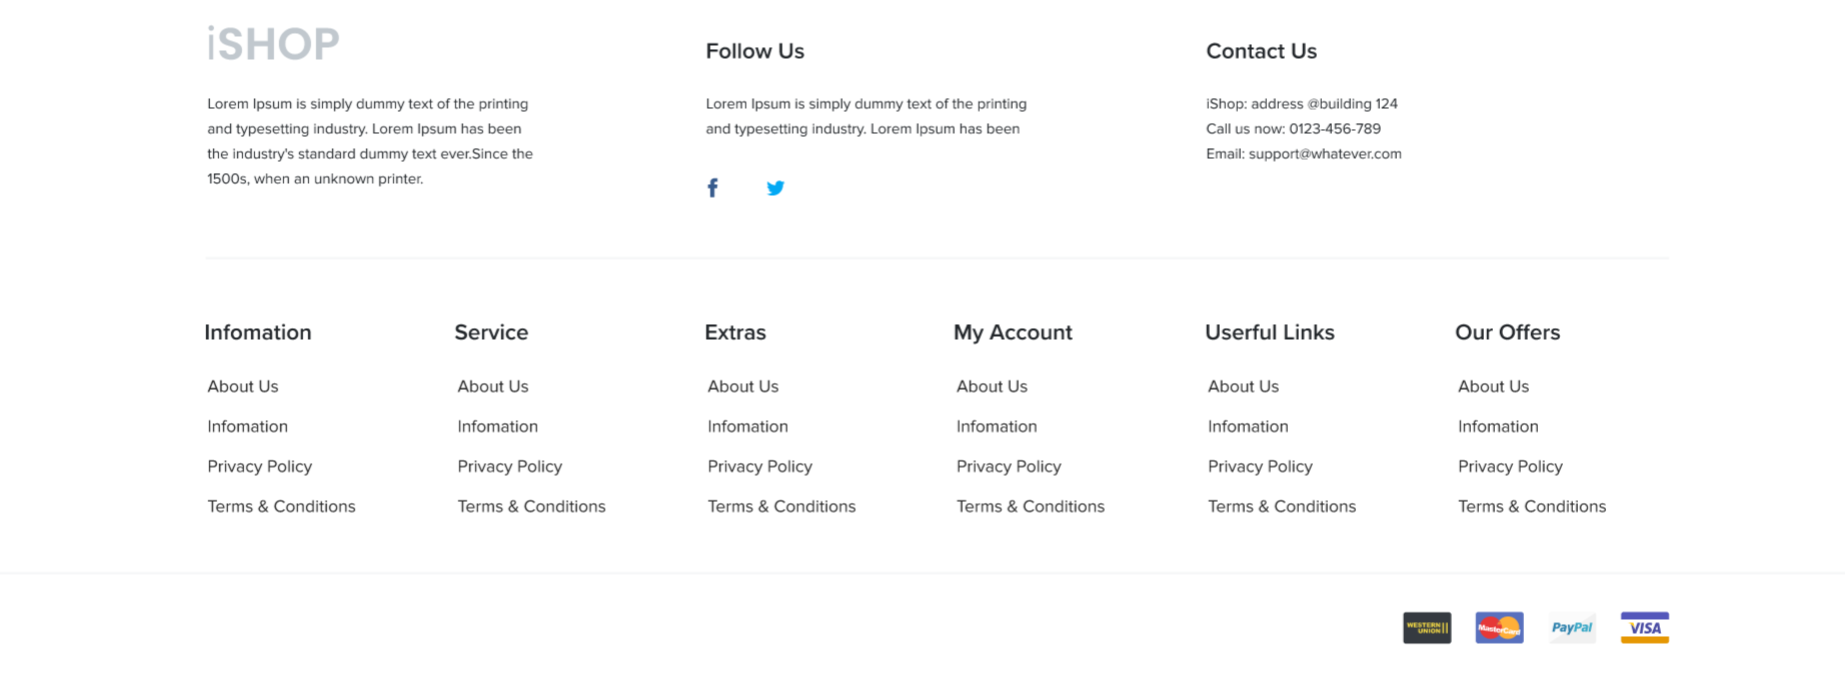 iSHOP
Lorem Ipsum is simply dummy text of the printing
and typesetting industry. Lorem Ipsum has been
the industry's standard dummy text ever.Since the
1500s, when an unknown printer.
Follow Us
Lorem Ipsum is simply dummy text of the printing
and typesetting industry. Lorem Ipsum has been
Contact Us
iShop: address @building 124
Call us now: 0123-456-789
Email: support@whatever.com
Infomation
About Us
Infomation
Privacy Policy
Terms & Conditions
Service
About Us
Infomation
Privacy Policy
Terms & Conditions
Extras
About Us
Infomation
Privacy Policy
Terms & Conditions
My Account
About Us
Infomation
Privacy Policy
Terms & Conditions
Userful Links
About Us
Infomation
Privacy Policy
Terms & Conditions
Our Offers
About Us
Infomation
Privacy Policy
Terms & Conditions
WESTERN
UNION
MasterCard
PayPal
VISA